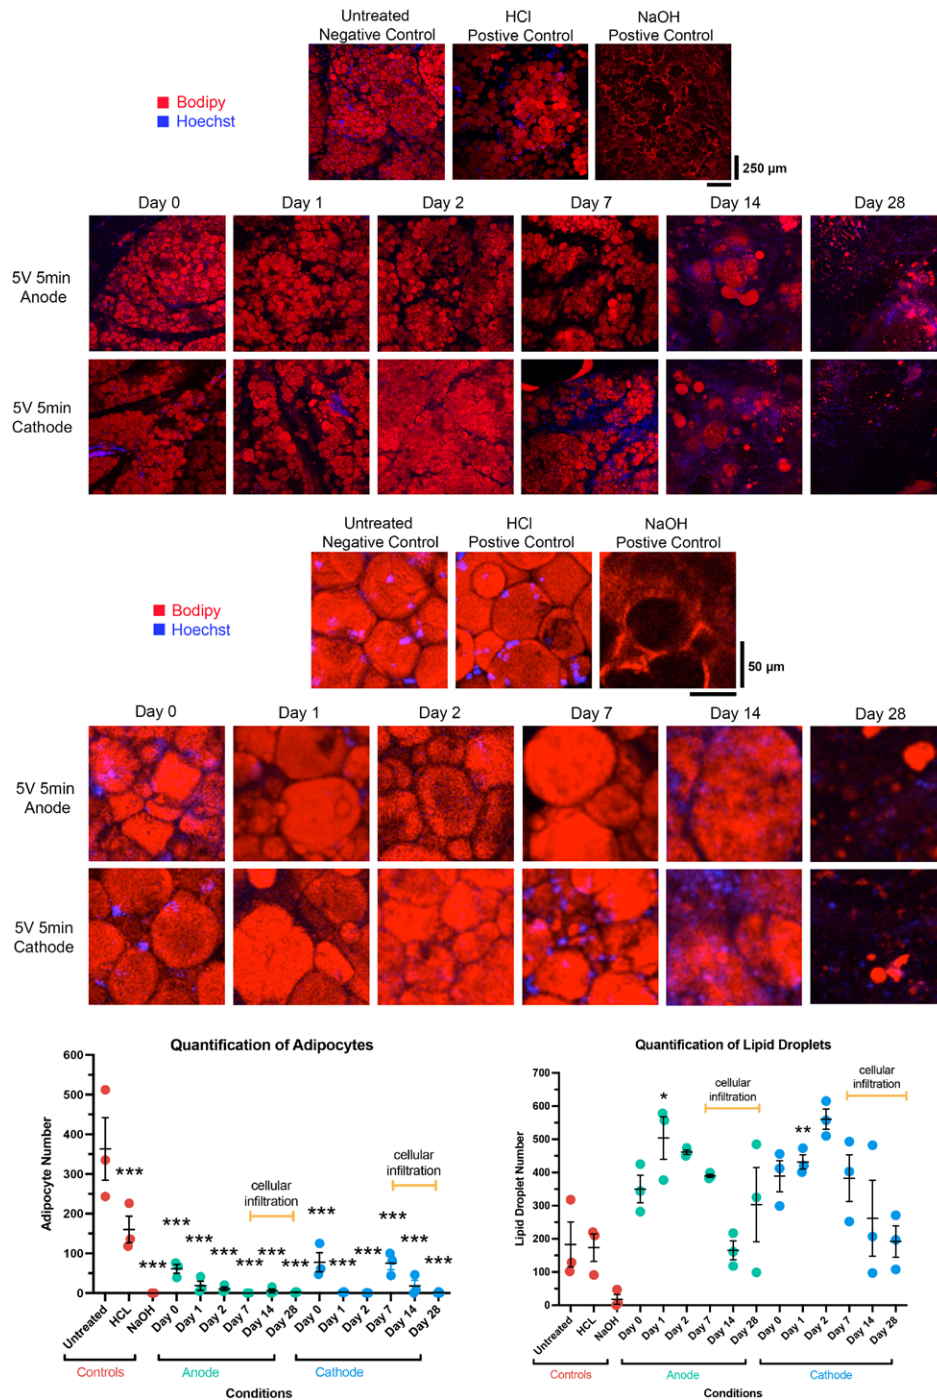 Untreated
Negative Control
HCl
Postive Control
NaOH
Postive Control
Bodipy
Hoechst
250 µm
Day 0
Day 1
Day 2
Day 7
Day 14
Day 28
5V 5min
Anode
5V 5min
Cathode
Untreated
Negative Control
HCl
Postive Control
NaOH
Postive Control
Bodipy
Hoechst
50 µm
Day 0
Day 1
Day 2
Day 7
Day 14
Day 28
5V 5min
Anode
5V 5min
Cathode
Quantification of Adipocytes
Adipocyte Number
600
500
400
300
200
100
0
***
***
***
***
***
***
***
***
***
***
***
***
***
cellular
infiltration
cellular
infiltration
Untreated
HCL
NaOH
Day 0
Day 1
Day 2
Day 7
Day 14
Day 28
Day 0
Day 1
Day 2
Day 7
Day 14
Day 28
Controls
Anode
Cathode
Conditions
Quantification of Lipid Droplets
Lipid Droplet Number
700
600
500
400
300
200
100
0
*
cellular
infiltration
**
cellular
infiltration
Untreated
HCL
NaOH
Day 0
Day 1
Day 2
Day 7
Day 14
Day 28
Day 0
Day 1
Day 2
Day 7
Day 14
Day 28
Controls
Anode
Cathode
Conditions